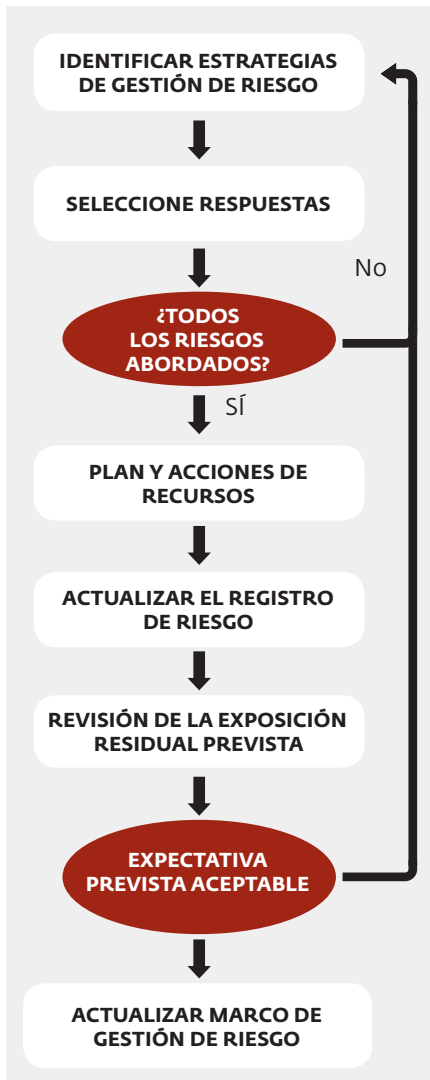 IDENTIFICAR ESTRATEGIAS
DE GESTIÓN DE RIESGO
SELECCIONE RESPUESTAS
No
¿TODOS
LOS RIESGOS
ABORDADOS?
SÍ
PLAN Y ACCIONES DE
RECURSOS
ACTUALIZAR EL REGISTRO
DE RIESGO
REVISIÓN DE LA EXPOSICIÓN
RESIDUAL PREVISTA
EXPECTATIVA
PREVISTA ACEPTABLE
ACTUALIZAR MARCO DE
GESTIÓN DE RIESGO